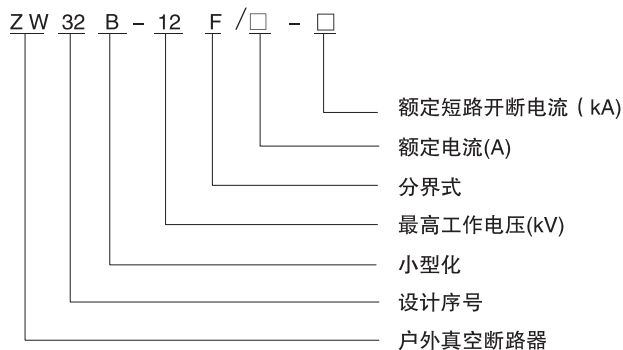 ZW 32 B - 12 F / □ - □
额定短路开断电流（kA)
额定电流(A)
分界式
最高工作电压(kV)
小型化
设计序号
户外真空断路器